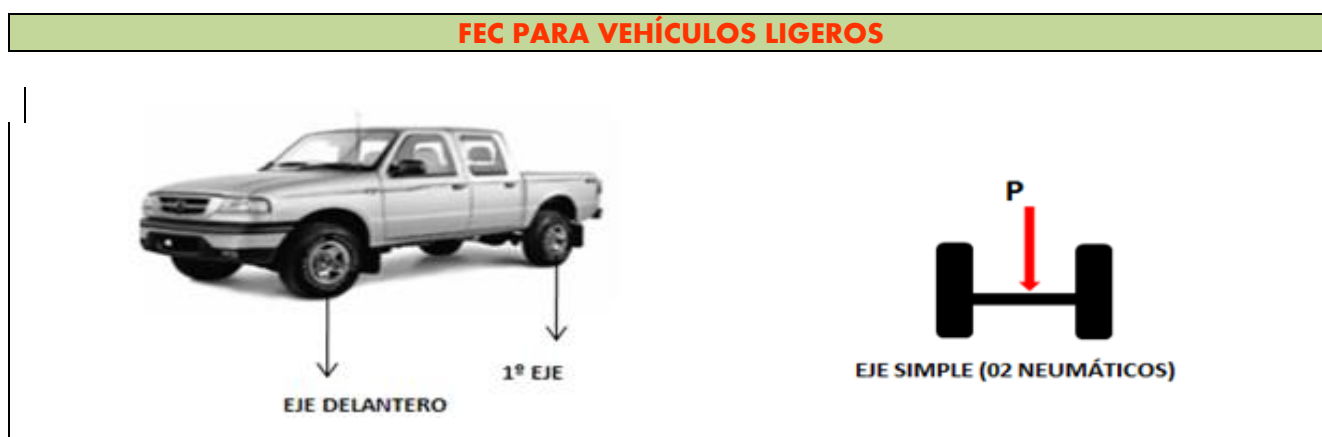 FEC PARA VEHÍCULOS LIGEROS
P
1º EJE
EJE SIMPLE (02 NEUMÁTICOS)
EJE DELANTERO